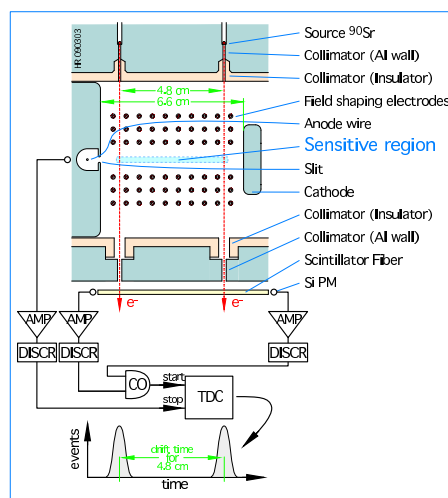 HR 090303
Source ⁹⁰Sr
Collimator (Al wall)
Collimator (Insulator)
4.8 cm
6.6 cm
Field shaping electrodes
Anode wire
Sensitive region
Slit
Cathode
Collimator (Insulator)
Collimator (Al wall)
Scintillator Fiber
e⁻
e⁻
Si PM
AMP
AMP
AMP
DISCR
DISCR
DISCR
CO
start
stop
TDC
events
drift time
for
4.8 cm
time